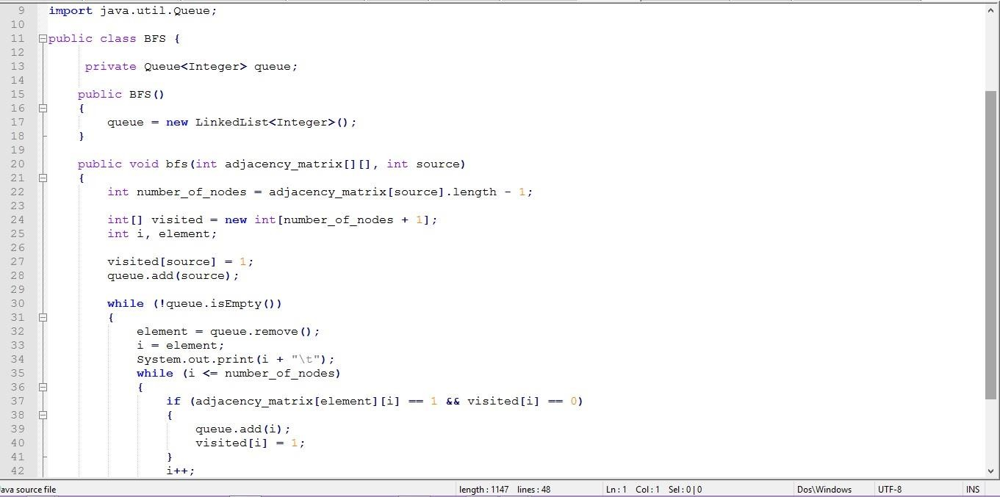 9 import java.util.Queue;
10
11 public class BFS {
12
13 private Queue<Integer> queue;
14
15 public BFS()
16 {
17 queue = new LinkedList<Integer>();
18 }
19
20 public void bfs(int adjacency_matrix[][], int source)
21 {
22 int number_of_nodes = adjacency_matrix[source].length - 1;
23
24 int[] visited = new int[number_of_nodes + 1];
25 int i, element;
26
27 visited[source] = 1;
28 queue.add(source);
29
30 while (!queue.isEmpty())
31 {
32 element = queue.remove();
33 i = element;
34 System.out.print(i + "\t");
35 while (i <= number_of_nodes)
36 {
37 if (adjacency_matrix[element][i] == 1 && visited[i] == 0)
38 {
39 queue.add(i);
40 visited[i] = 1;
41 }
42 i++;
ava source file length : 1147 lines : 48 Ln : 1 Col : 1 Sel : 0 | 0 Dos\Windows UTF-8 INS